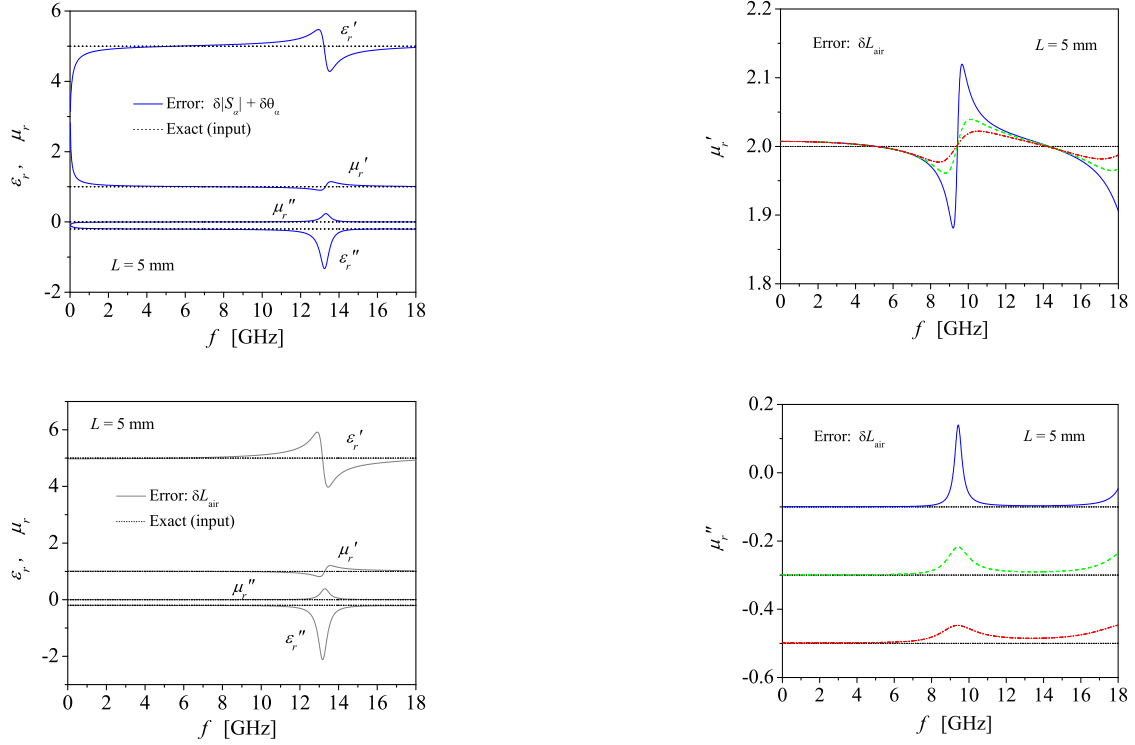 6
4
2
0
-2
ε_r, μ_r
ε_r′
Error: δ|S_α| + δθ_α
Exact (input)
μ_r′
μ_r″
ε_r″
L = 5 mm
0 2 4 6 8 10 12 14 16 18
f [GHz]
2.2
2.1
2.0
1.9
1.8
μ_r′
Error: δL_air
L = 5 mm
0 2 4 6 8 10 12 14 16 18
f [GHz]
6
4
2
0
-2
ε_r, μ_r
L = 5 mm
ε_r′
Error: δL_air
Exact (input)
μ_r′
μ_r″
ε_r″
0 2 4 6 8 10 12 14 16 18
f [GHz]
0.2
0.0
-0.2
-0.4
-0.6
μ_r″
Error: δL_air
L = 5 mm
0 2 4 6 8 10 12 14 16 18
f [GHz]